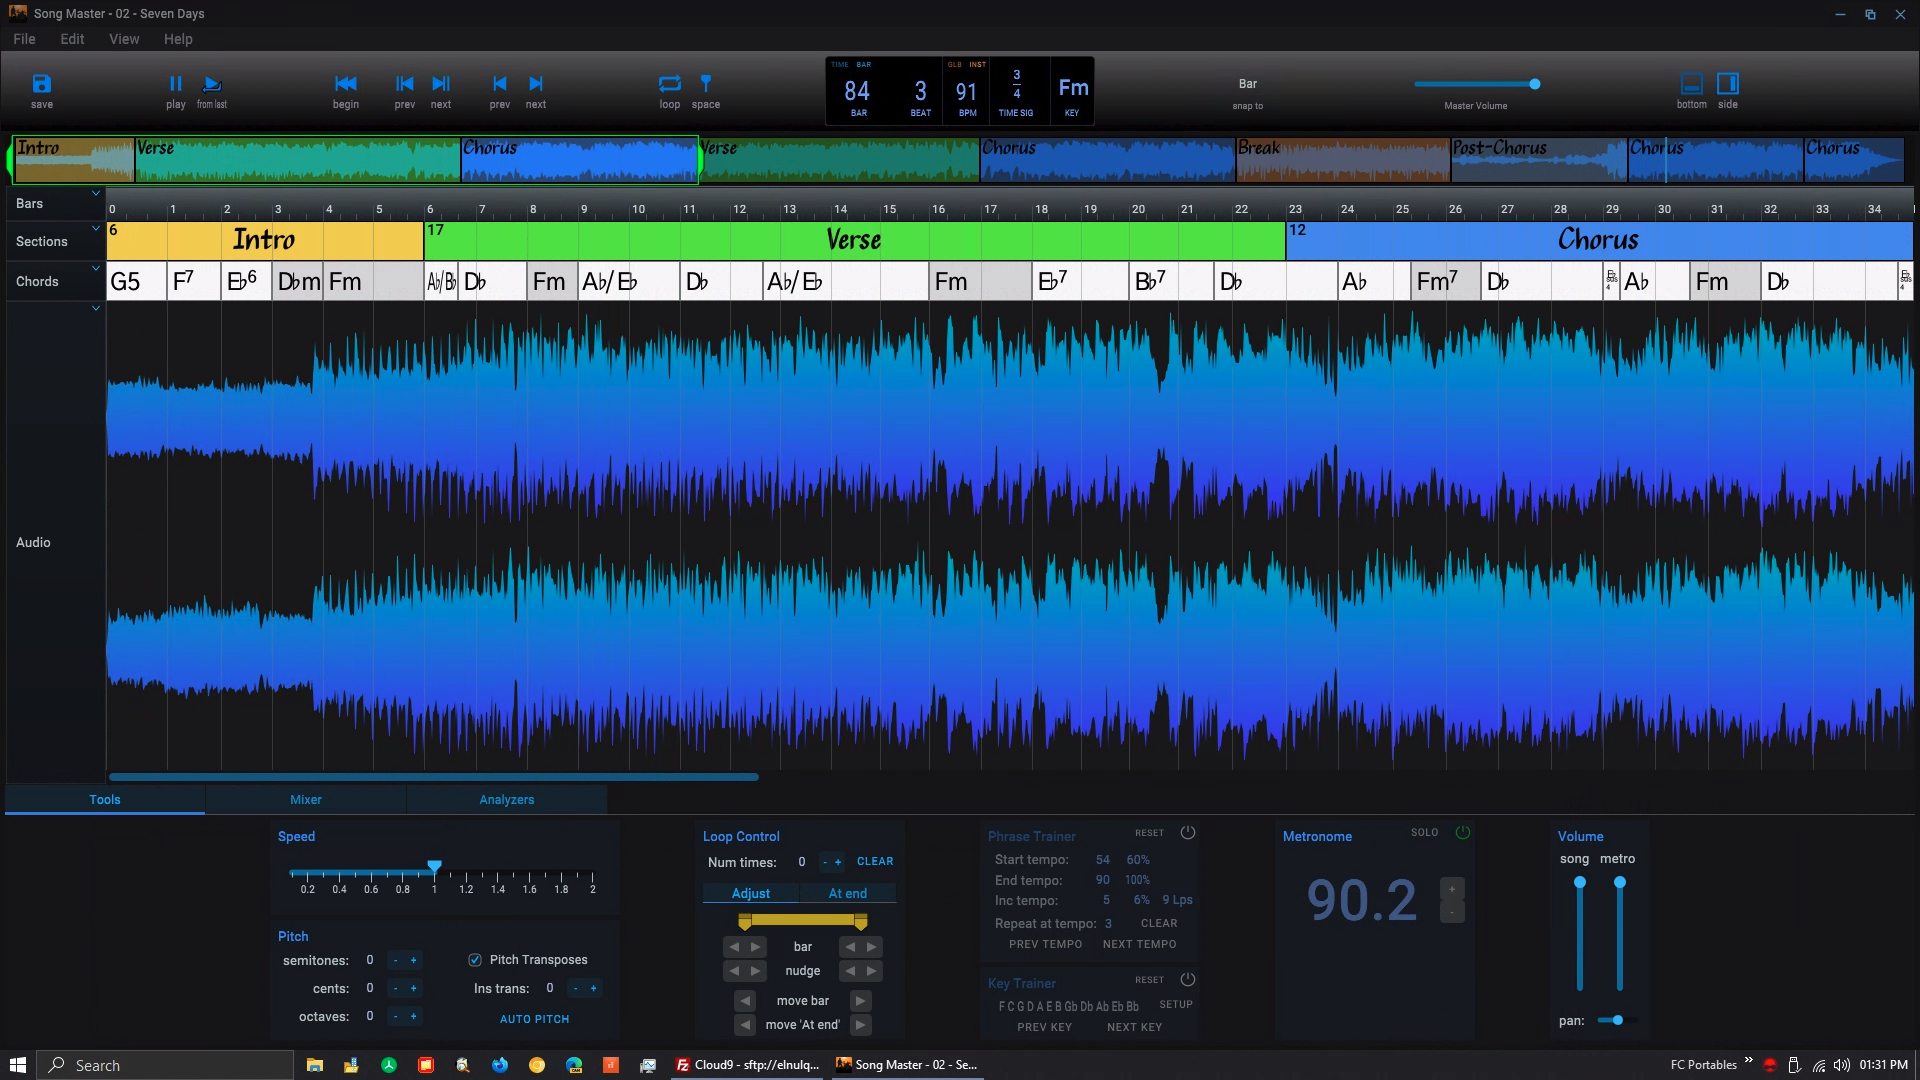 Song Master - 02 - Seven Days
File Edit View Help
save play from last begin prev next prev next loop space
TIME BAR GLB INST
84 3 91 3/4 Fm
BAR BEAT BPM TIME SIG KEY
Bar
snap to
Master Volume
bottom side
Intro Verse Chorus Verse Chorus Break Post-Chorus Chorus Chorus
Bars 0 1 2 3 4 5 6 7 8 9 10 11 12 13 14 15 16 17 18 19 20 21 22 23 24 25 26 27 28 29 30 31 32 33 34
Sections 6 Intro 17 Verse 12 Chorus
Chords G5 F7 E♭6 D♭m Fm A♭/B♭ D♭ Fm A♭/E♭ D♭ A♭/E♭ Fm E♭7 B♭7 D♭ A♭ Fm7 D♭ E♭sus4 A♭ Fm D♭ E♭sus4
Audio
Tools Mixer Analyzers
Speed
0.2 0.4 0.6 0.8 1 1.2 1.4 1.6 1.8 2
Pitch
semitones: 0 - +
cents: 0 - +
octaves: 0 - +
Pitch Transposes
Ins trans: 0 - +
AUTO PITCH
Loop Control
Num times: 0 - + CLEAR
Adjust At end
bar
nudge
move bar
move 'At end'
Phrase Trainer RESET
Start tempo: 54 60%
End tempo: 90 100%
Inc tempo: 5 6% 9 Lps
Repeat at tempo: 3 CLEAR
PREV TEMPO NEXT TEMPO
Key Trainer RESET
F C G D A E B Gb Db Ab Eb Bb SETUP
PREV KEY NEXT KEY
Metronome SOLO
90.2 + -
Volume
song metro
pan:
Search
Cloud9 - sftp://elnulq...
Song Master - 02 - Se...
FC Portables
01:31 PM